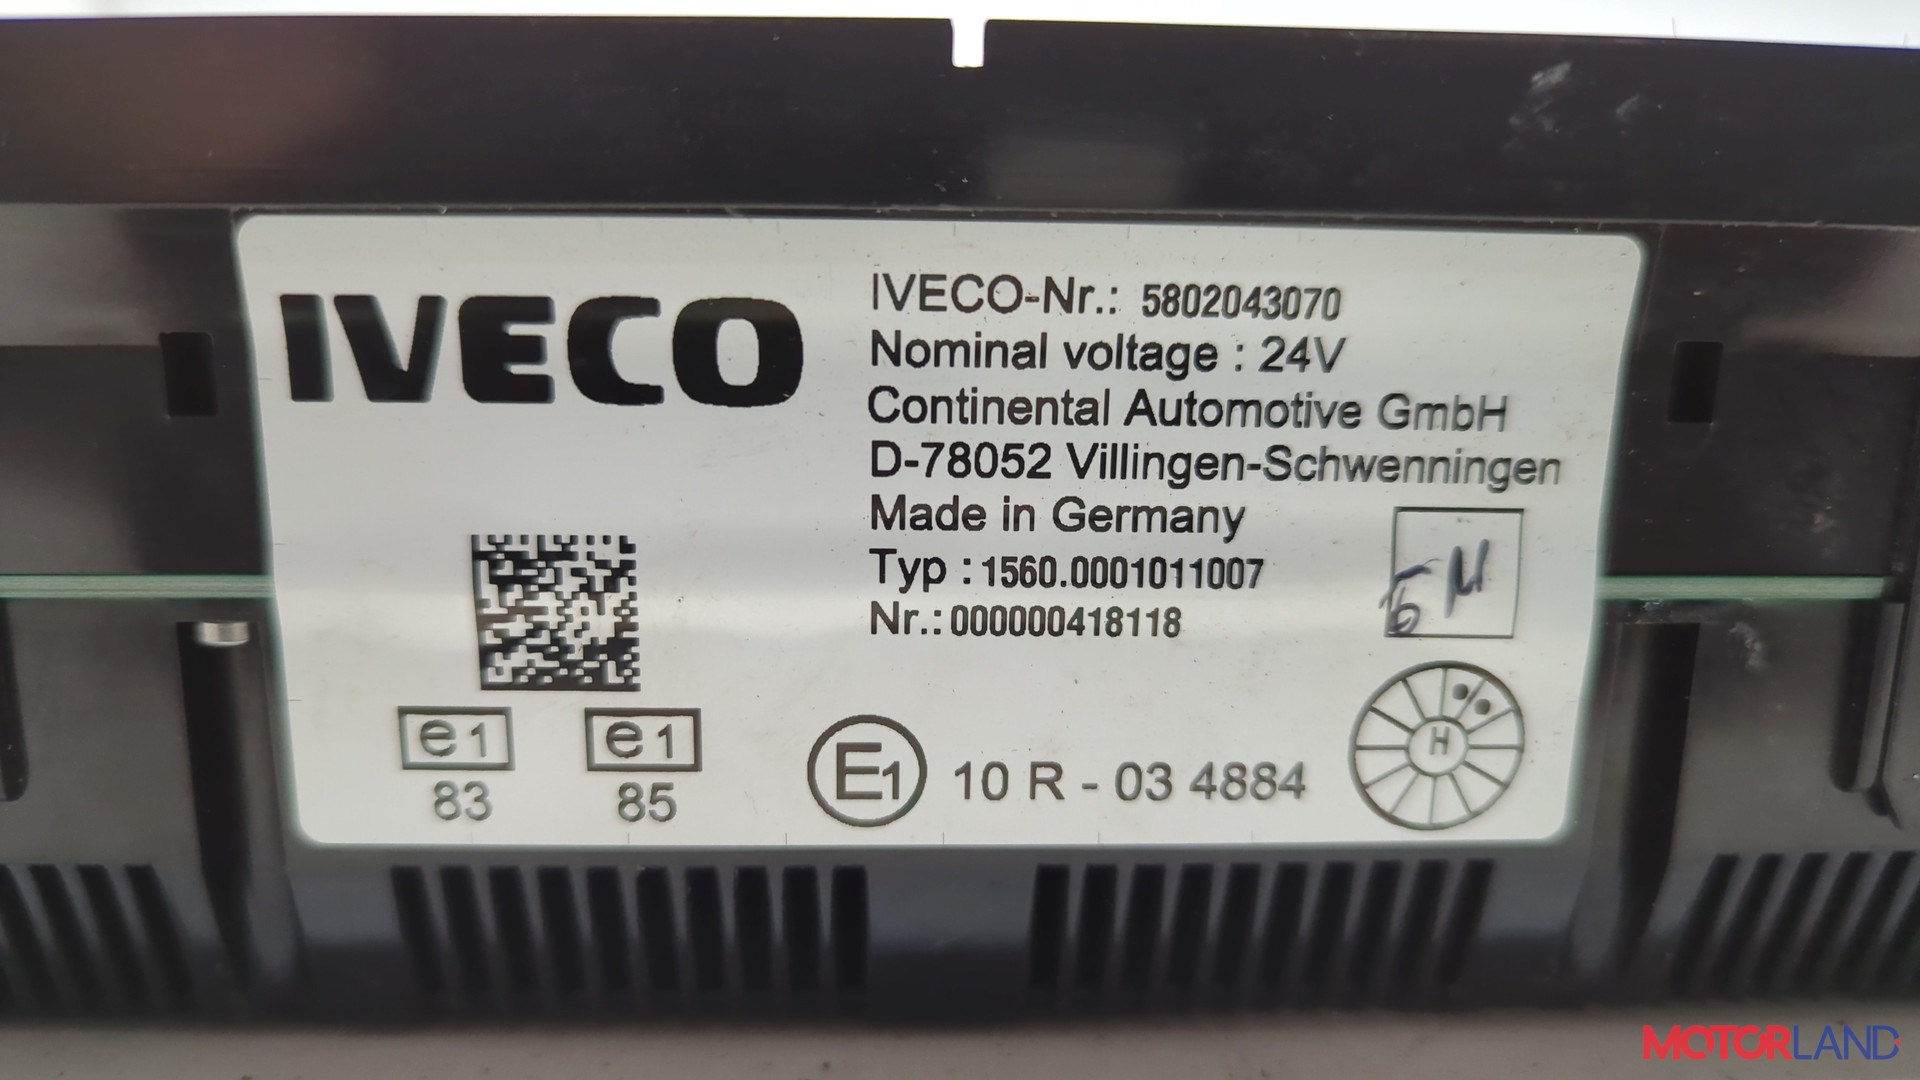 IVECO
IVECO-Nr.: 5802043070
Nominal voltage : 24V
Continental Automotive GmbH
D-78052 Villingen-Schwenningen
Made in Germany
Typ : 1560.0001011007
Nr.: 000000418118
e1
83
e1
85
E1 10 R - 03 4884
H
MOTORLAND